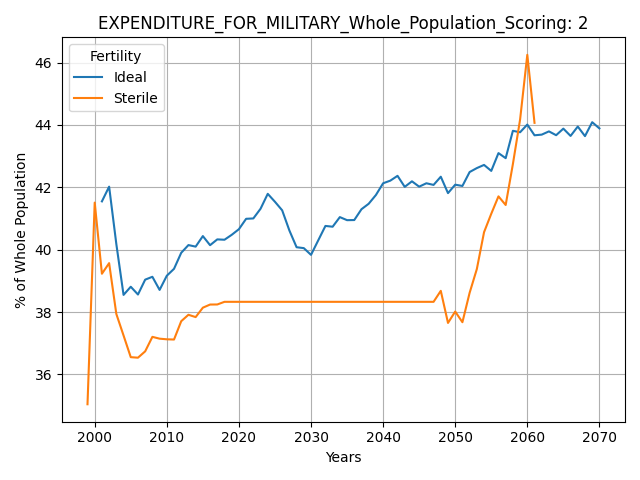 EXPENDITURE_FOR_MILITARY_Whole_Population_Scoring: 2
Fertility
Ideal
Sterile
% of Whole Population
46
44
42
40
38
36
2000 2010 2020 2030 2040 2050 2060 2070
Years